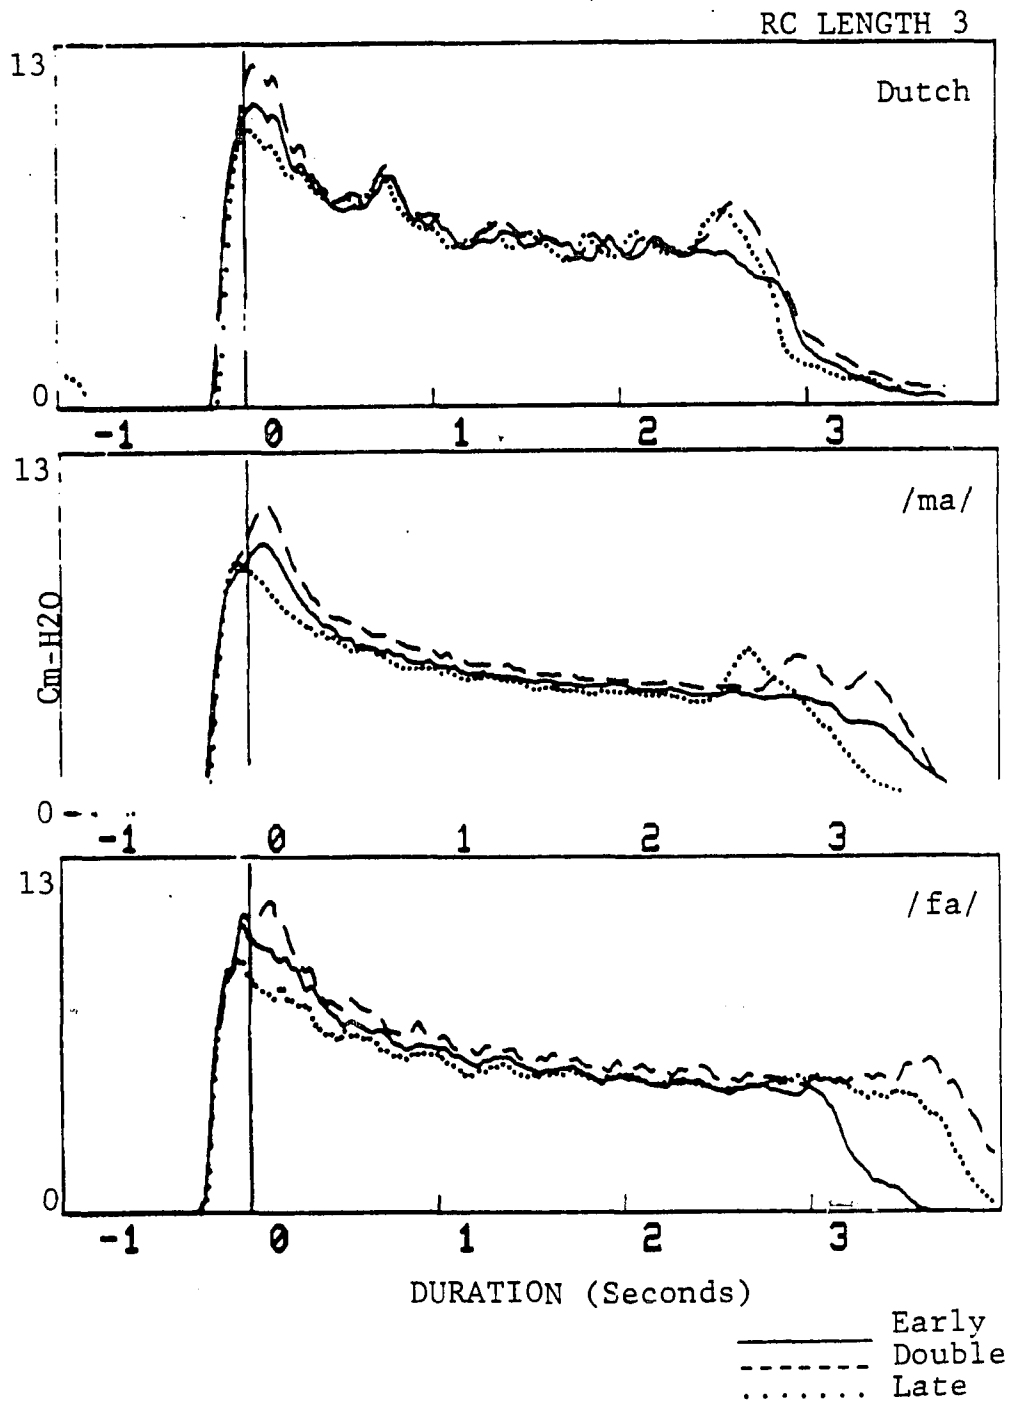 RC LENGTH 3
13
Dutch
0
-1 0 1 2 3
13
/ma/
Cm-H2O
0
-1 0 1 2 3
13
/fa/
0
-1 0 1 2 3
DURATION (Seconds)
Early
Double
Late